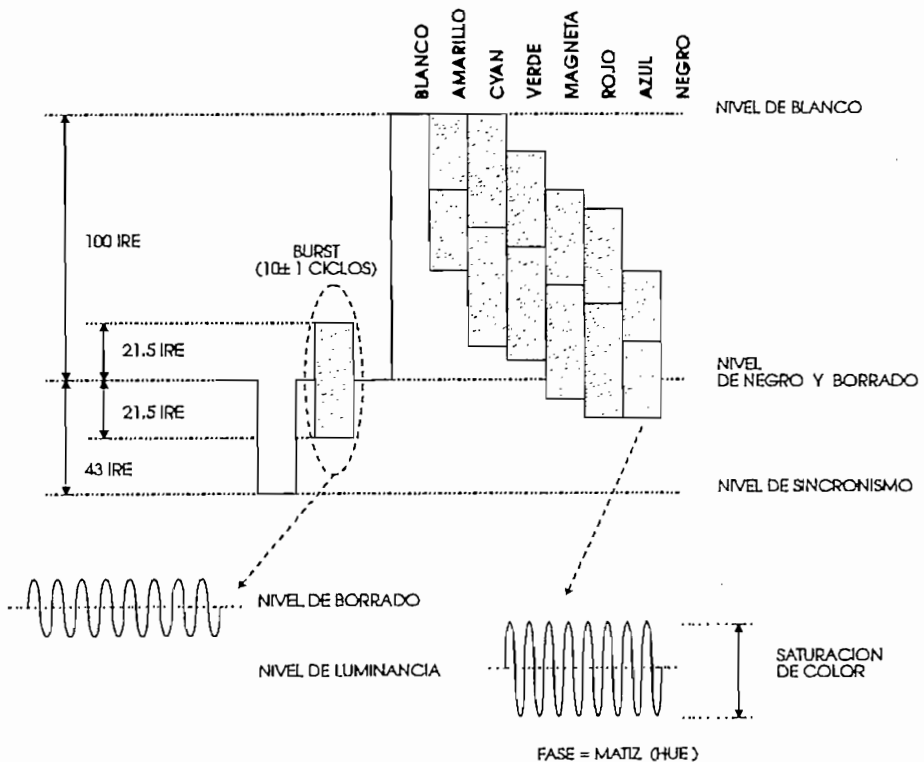 BLANCO
AMARILLO
CYAN
VERDE
MAGNETA
ROJO
AZUL
NEGRO
NIVEL DE BLANCO
100 IRE
BURST
(10± 1 CICLOS)
21.5 IRE
NIVEL
DE NEGRO Y BORRADO
21.5 IRE
43 IRE
NIVEL DE SINCRONISMO
NIVEL DE BORRADO
NIVEL DE LUMINANCIA
SATURACION
DE COLOR
FASE = MATIZ (HUE)